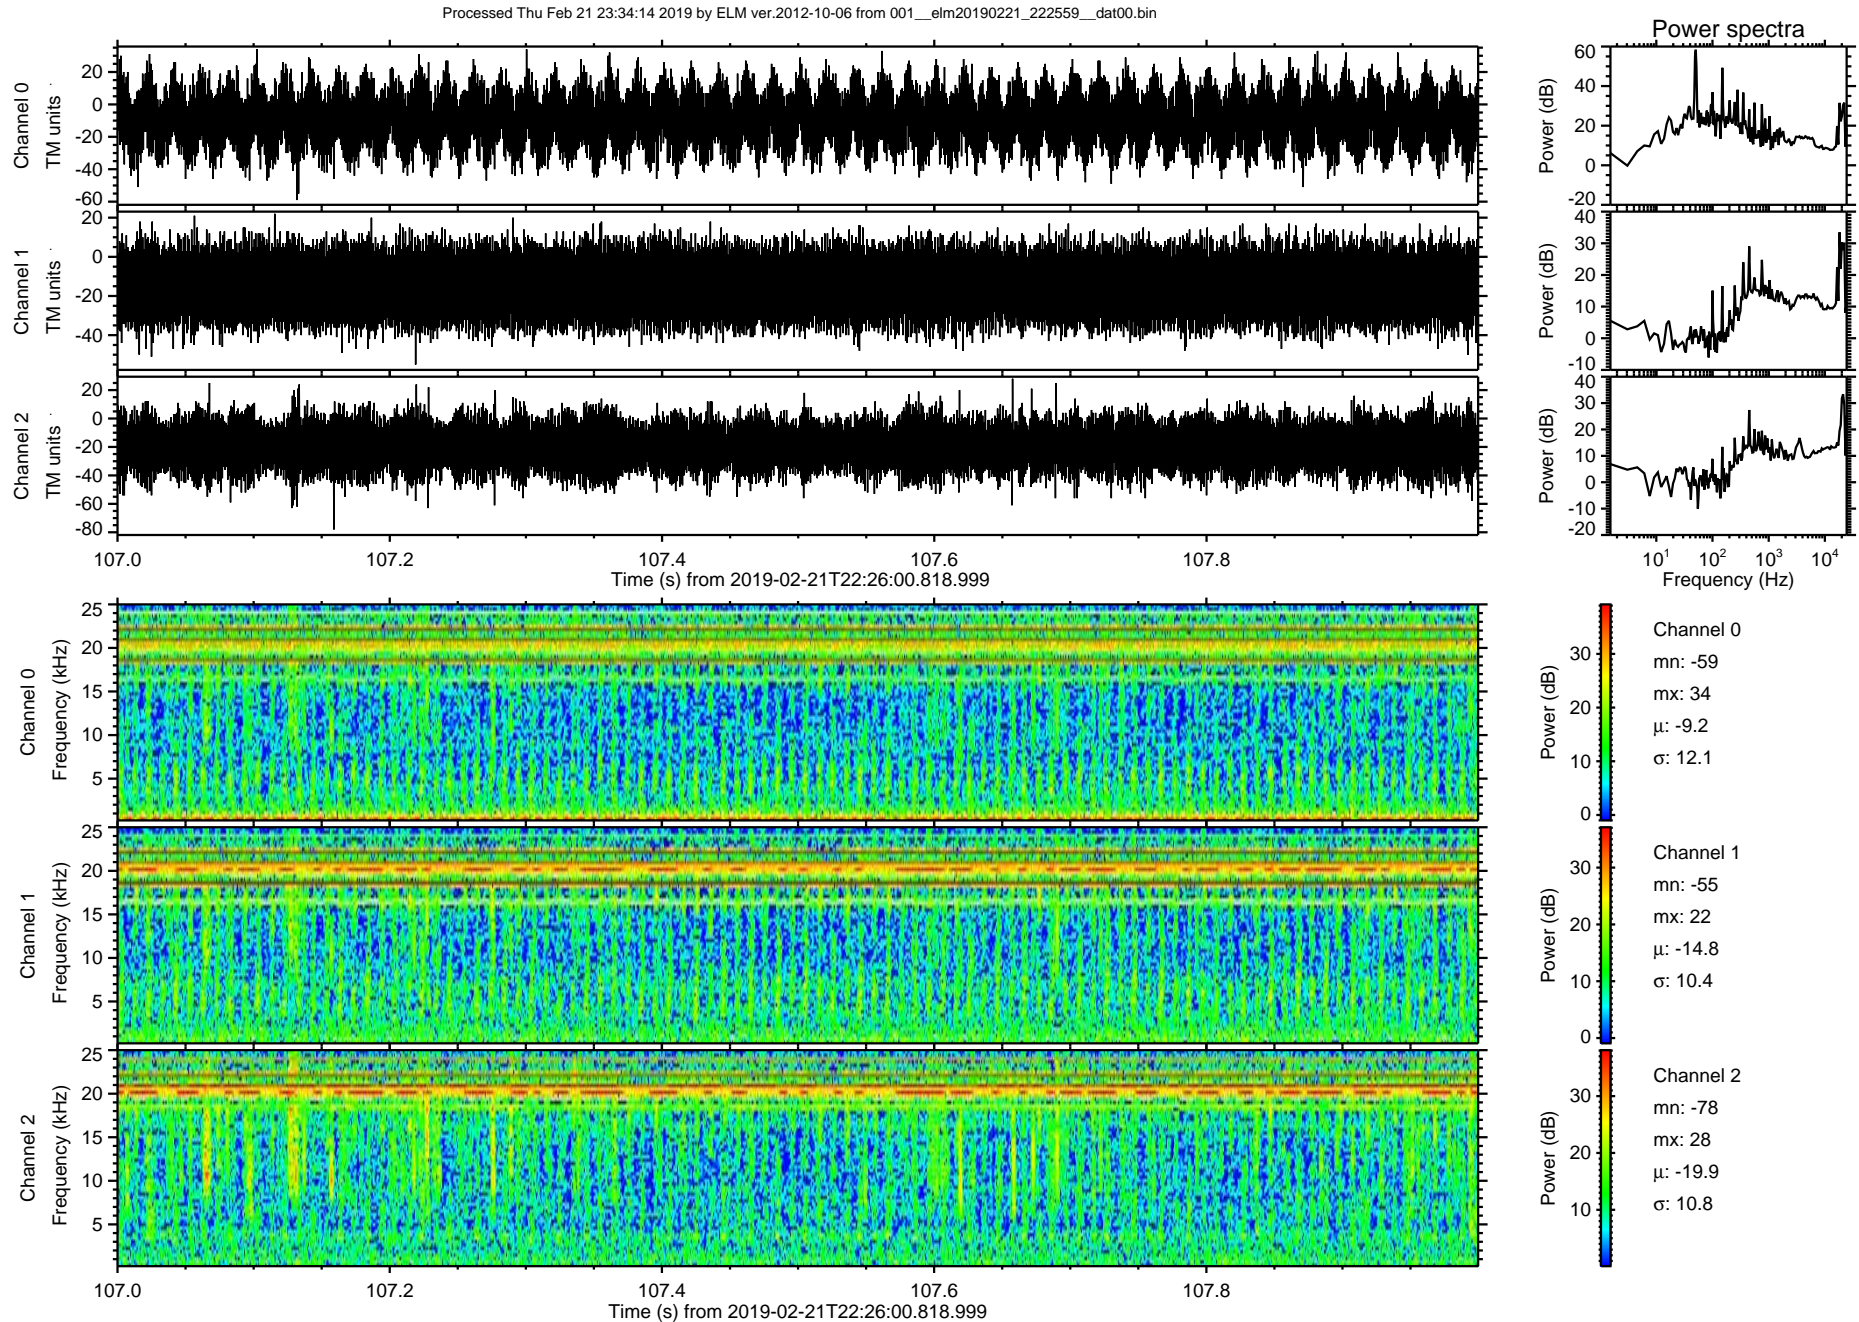 Processed Thu Feb 21 23:34:14 2019 by ELM ver.2012-10-06 from 001__elm20190221_222559__dat00.bin
Power spectra
Channel 0
TM units
20
0
-20
-40
-60
Power (dB)
60
40
20
0
-20
Channel 1
TM units
20
0
-20
-40
Power (dB)
40
30
20
10
0
-10
Channel 2
TM units
20
0
-20
-40
-60
-80
Power (dB)
40
30
20
10
0
-10
-20
107.0 107.2 107.4 107.6 107.8
Time (s) from 2019-02-21T22:26:00.818.999
10¹ 10² 10³ 10⁴
Frequency (Hz)
Channel 0
Frequency (kHz)
25
20
15
10
5
Power (dB)
30
20
10
0
Channel 0
mn: -59
mx: 34
μ: -9.2
σ: 12.1
Channel 1
Frequency (kHz)
25
20
15
10
5
Power (dB)
30
20
10
0
Channel 1
mn: -55
mx: 22
μ: -14.8
σ: 10.4
Channel 2
Frequency (kHz)
25
20
15
10
5
Power (dB)
30
20
10
Channel 2
mn: -78
mx: 28
μ: -19.9
σ: 10.8
107.0 107.2 107.4 107.6 107.8
Time (s) from 2019-02-21T22:26:00.818.999